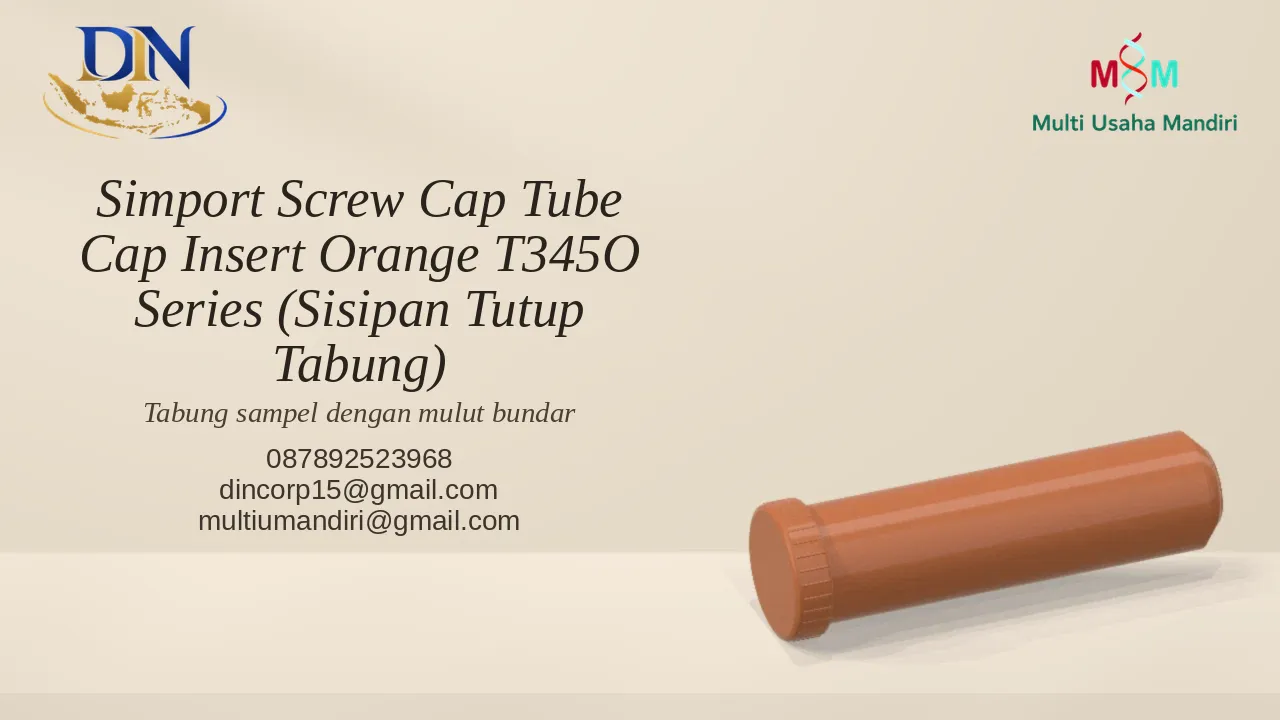 DN
M M
Multi Usaha Mandiri
Simport Screw Cap Tube
Cap Insert Orange T345O
Series (Sisipan Tutup
Tabung)
Tabung sampel dengan mulut bundar
087892523968
dincorp15@gmail.com
multiumandiri@gmail.com